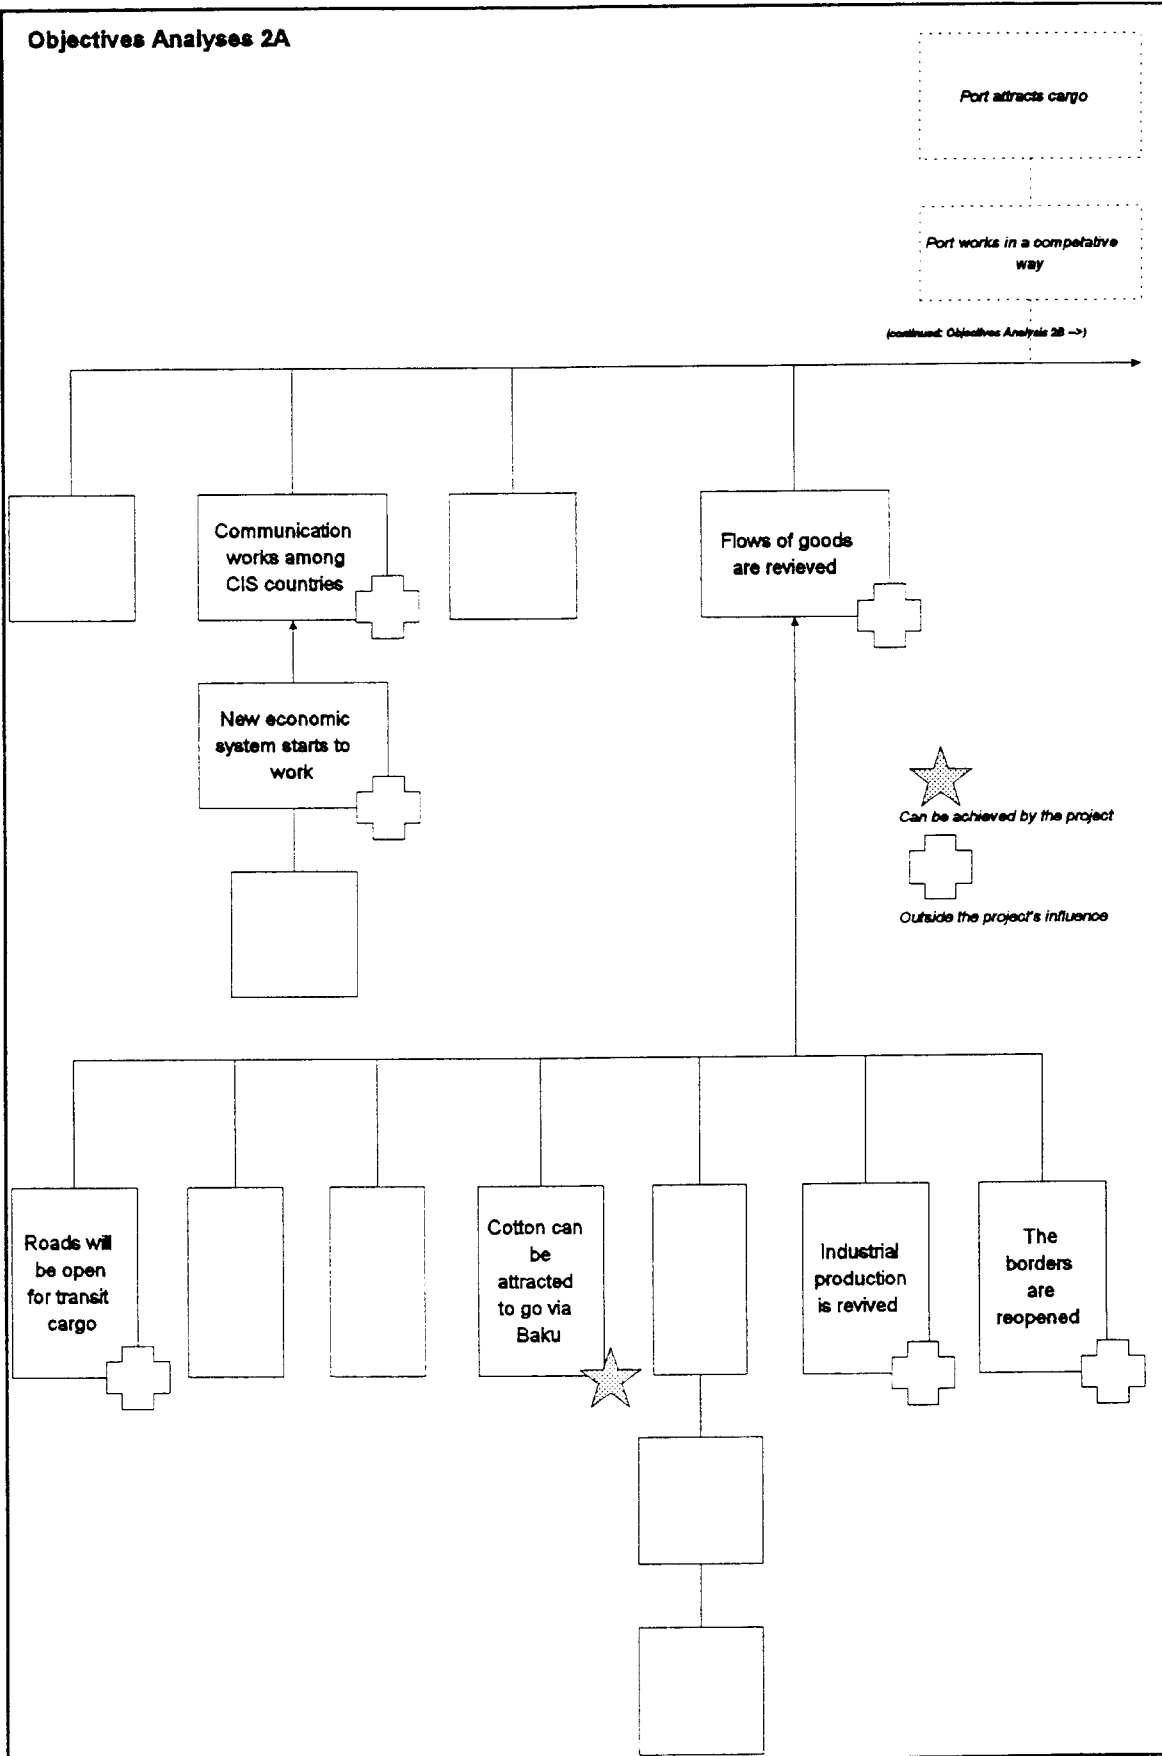 Objectives Analyses 2A
Port attracts cargo
Port works in a competative
way
(continued: Objectives Analysis 2B -->)
Communication
works among
CIS countries
Flows of goods
are revieved
New economic
system starts to
work
Can be achieved by the project
Outside the project's influence
Roads will
be open
for transit
cargo
Cotton can
be
attracted
to go via
Baku
Industrial
production
is revived
The
borders
are
reopened